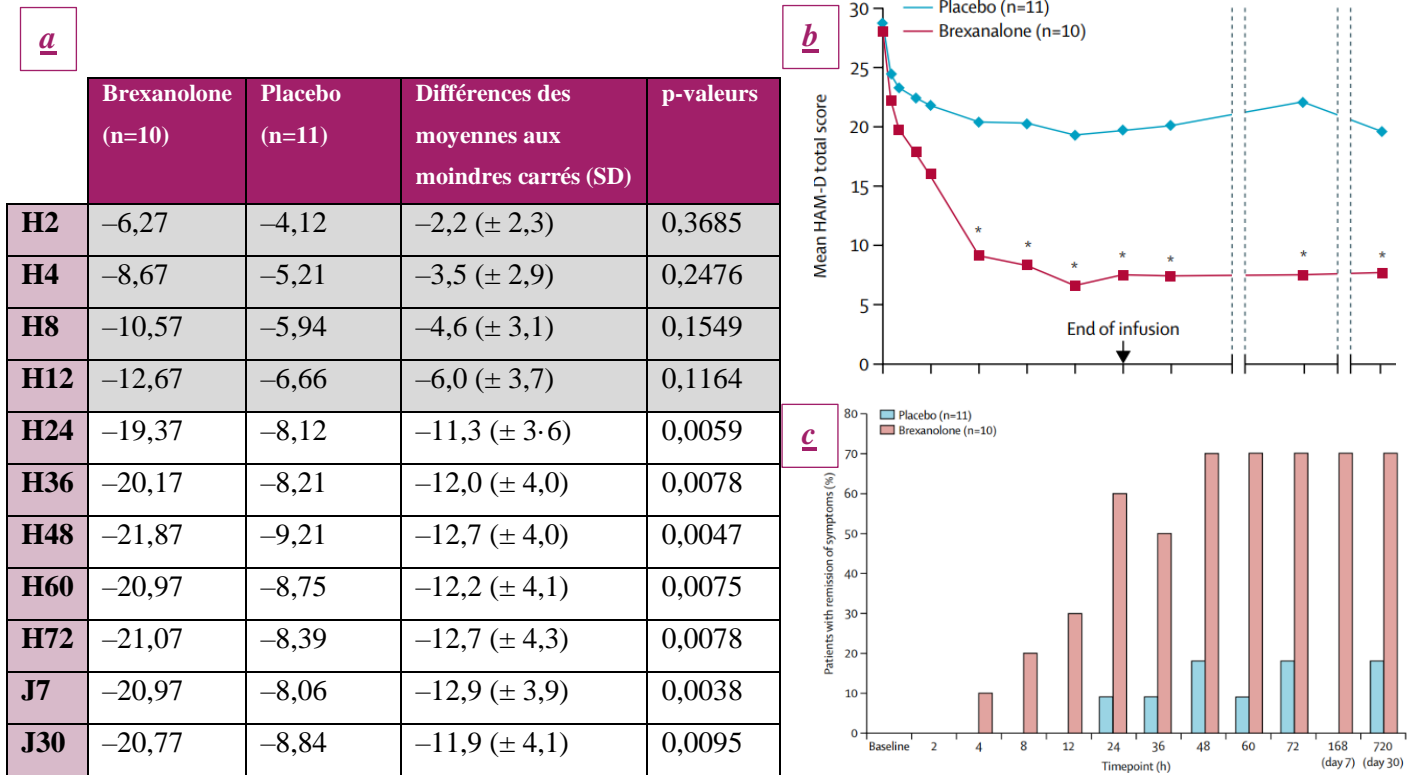 a
Brexanolone (n=10) Placebo (n=11) Différences des moyennes aux moindres carrés (SD) p-valeurs
H2 –6,27 –4,12 –2,2 (± 2,3) 0,3685
H4 –8,67 –5,21 –3,5 (± 2,9) 0,2476
H8 –10,57 –5,94 –4,6 (± 3,1) 0,1549
H12 –12,67 –6,66 –6,0 (± 3,7) 0,1164
H24 –19,37 –8,12 –11,3 (± 3·6) 0,0059
H36 –20,17 –8,21 –12,0 (± 4,0) 0,0078
H48 –21,87 –9,21 –12,7 (± 4,0) 0,0047
H60 –20,97 –8,75 –12,2 (± 4,1) 0,0075
H72 –21,07 –8,39 –12,7 (± 4,3) 0,0078
J7 –20,97 –8,06 –12,9 (± 3,9) 0,0038
J30 –20,77 –8,84 –11,9 (± 4,1) 0,0095
b
Placebo (n=11)
Brexanalone (n=10)
Mean HAM-D total score
30
25
20
15
10
5
0
* * * * * * *
End of infusion
c
Placebo (n=11)
Brexanolone (n=10)
Patients with remission of symptoms (%)
80
70
60
50
40
30
20
10
0
Baseline 2 4 8 12 24 36 48 60 72 168 720
(day 7) (day 30)
Timepoint (h)